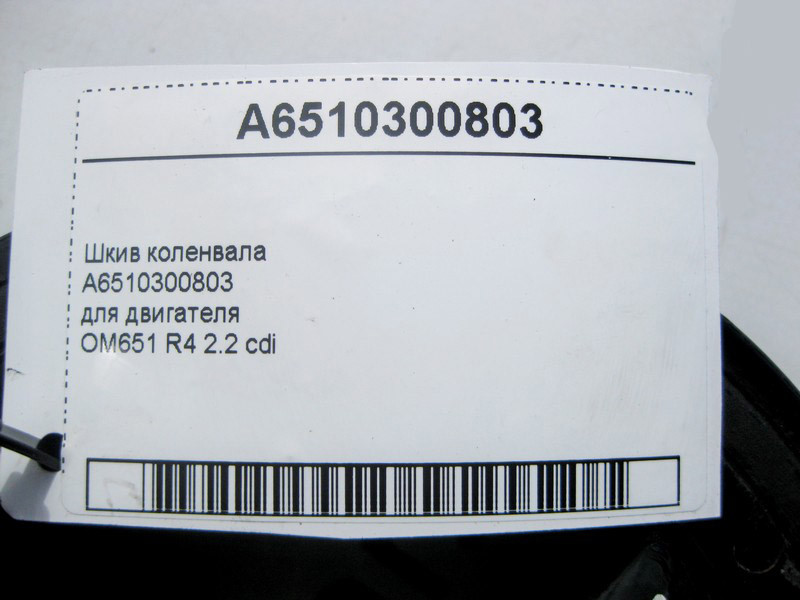 A6510300803
Шкив коленвала
A6510300803
для двигателя
OM651 R4 2.2 cdi